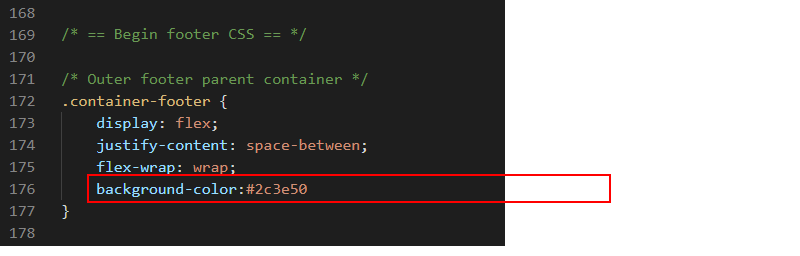 168
169 /* == Begin footer CSS == */
170
171 /* Outer footer parent container */
172 .container-footer {
173 display: flex;
174 justify-content: space-between;
175 flex-wrap: wrap;
176 background-color:#2c3e50
177 }
178